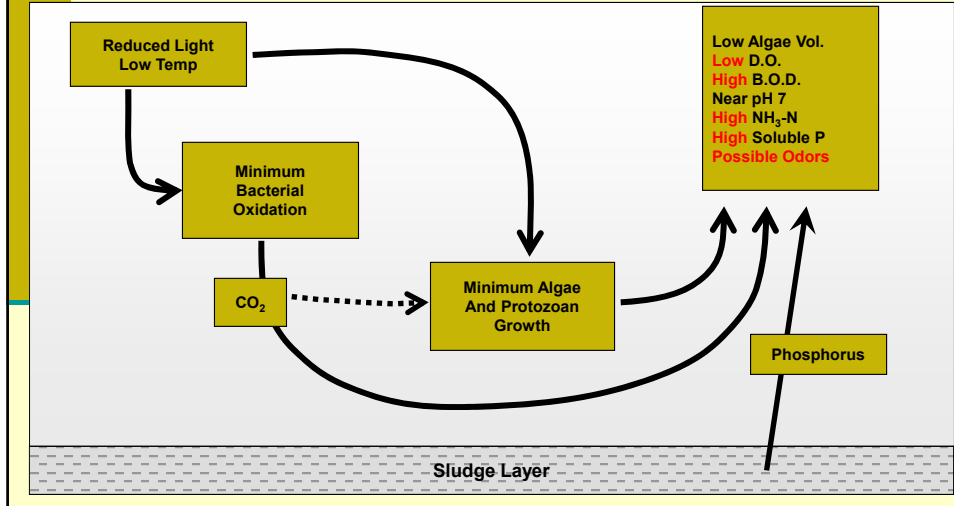 Reduced Light
Low Temp
Minimum
Bacterial
Oxidation
CO₂
Minimum Algae
And Protozoan
Growth
Low Algae Vol.
Low D.O.
High B.O.D.
Near pH 7
High NH₃-N
High Soluble P
Possible Odors
Phosphorus
Sludge Layer